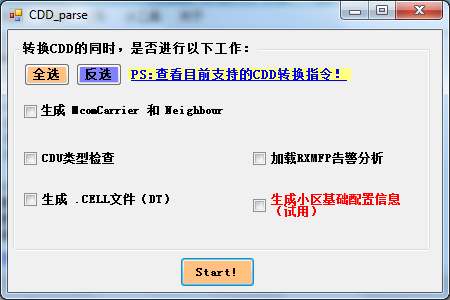 CDD_parse
转换CDD的同时，是否进行以下工作：
全选 反选 PS:查看目前支持的CDD转换指令！
生成 McomCarrier 和 Neighbour
CDU类型检查 加载RXMFP告警分析
生成 .CELL文件（DT） 生成小区基础配置信息
（试用）
Start!